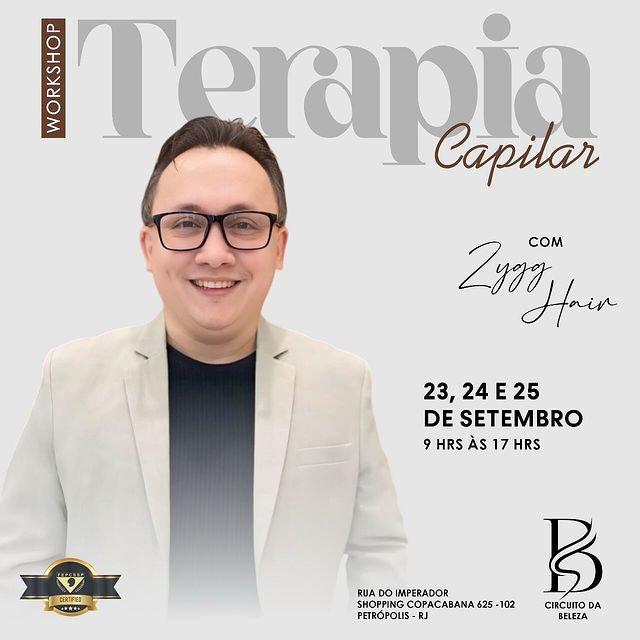 WORKSHOP
Terapia
Capilar
COM
Zygg
Hair
23, 24 E 25
DE SETEMBRO
9 HRS ÀS 17 HRS
CERTIFIED
RUA DO IMPERADOR
SHOPPING COPACABANA 625 -102
PETRÓPOLIS - RJ
CIRCUITO DA
BELEZA